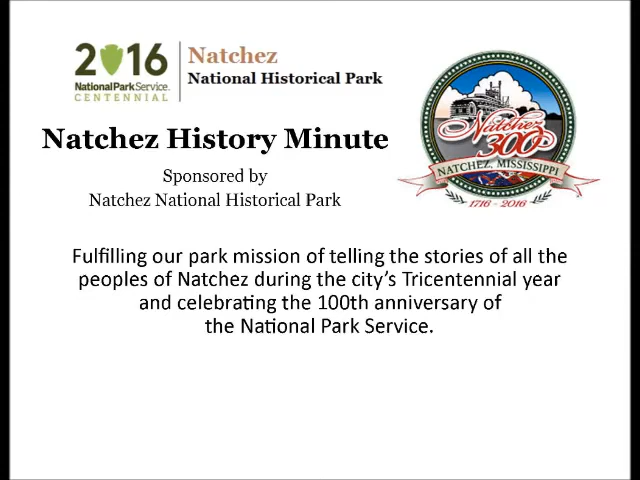 2016
National Park Service
CENTENNIAL
Natchez
National Historical Park
Natchez History Minute
Sponsored by
Natchez National Historical Park
Natchez
300
NATCHEZ, MISSISSIPPI
1716 - 2016
Fulfilling our park mission of telling the stories of all the
peoples of Natchez during the city's Tricentennial year
and celebrating the 100th anniversary of
the National Park Service.